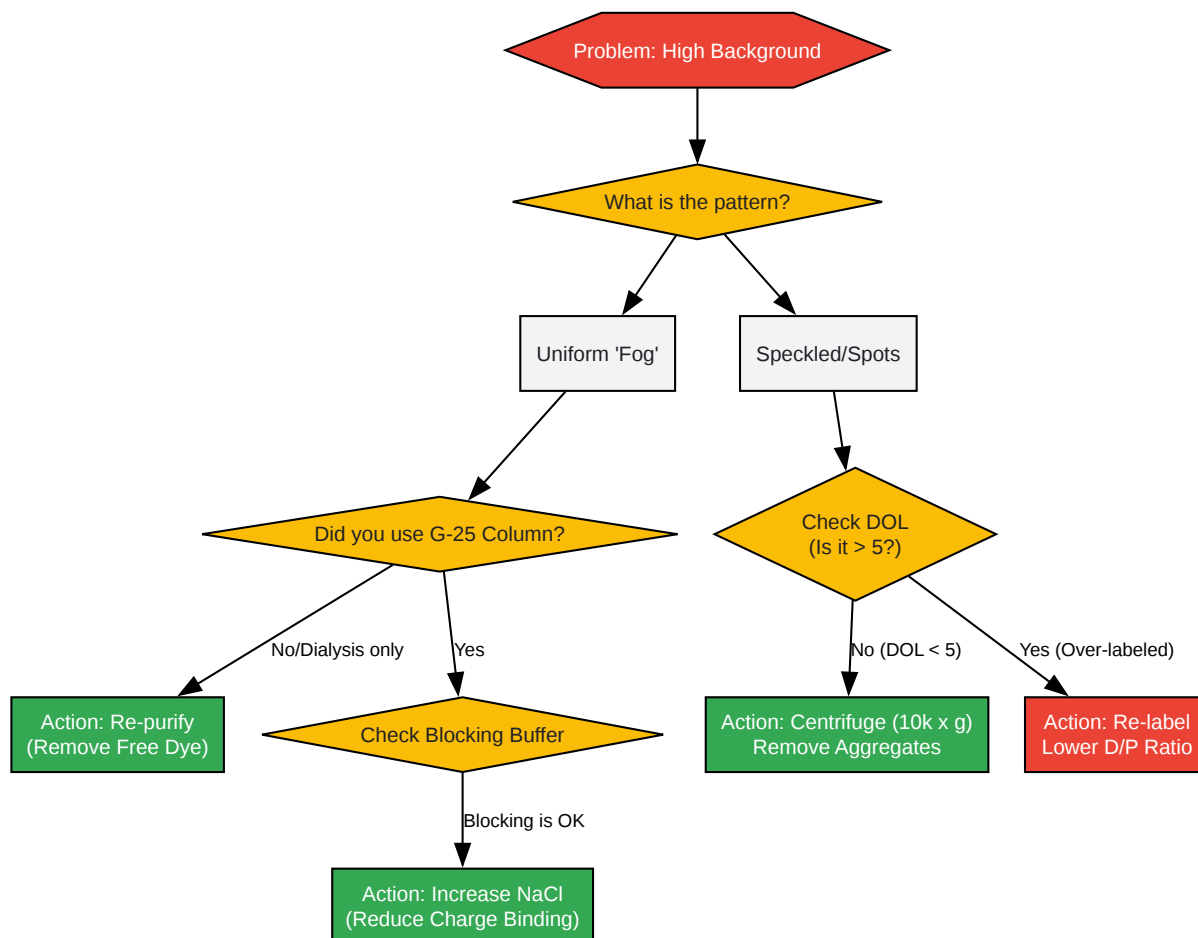 Problem: High Background
What is the pattern?
Uniform 'Fog'
Speckled/Spots
Did you use G-25 Column?
Check DOL
(Is it > 5?)
No/Dialysis only
Yes
No (DOL < 5)
Yes (Over-labeled)
Action: Re-purify
(Remove Free Dye)
Check Blocking Buffer
Action: Centrifuge (10k x g)
Remove Aggregates
Action: Re-label
Lower D/P Ratio
Blocking is OK
Action: Increase NaCl
(Reduce Charge Binding)